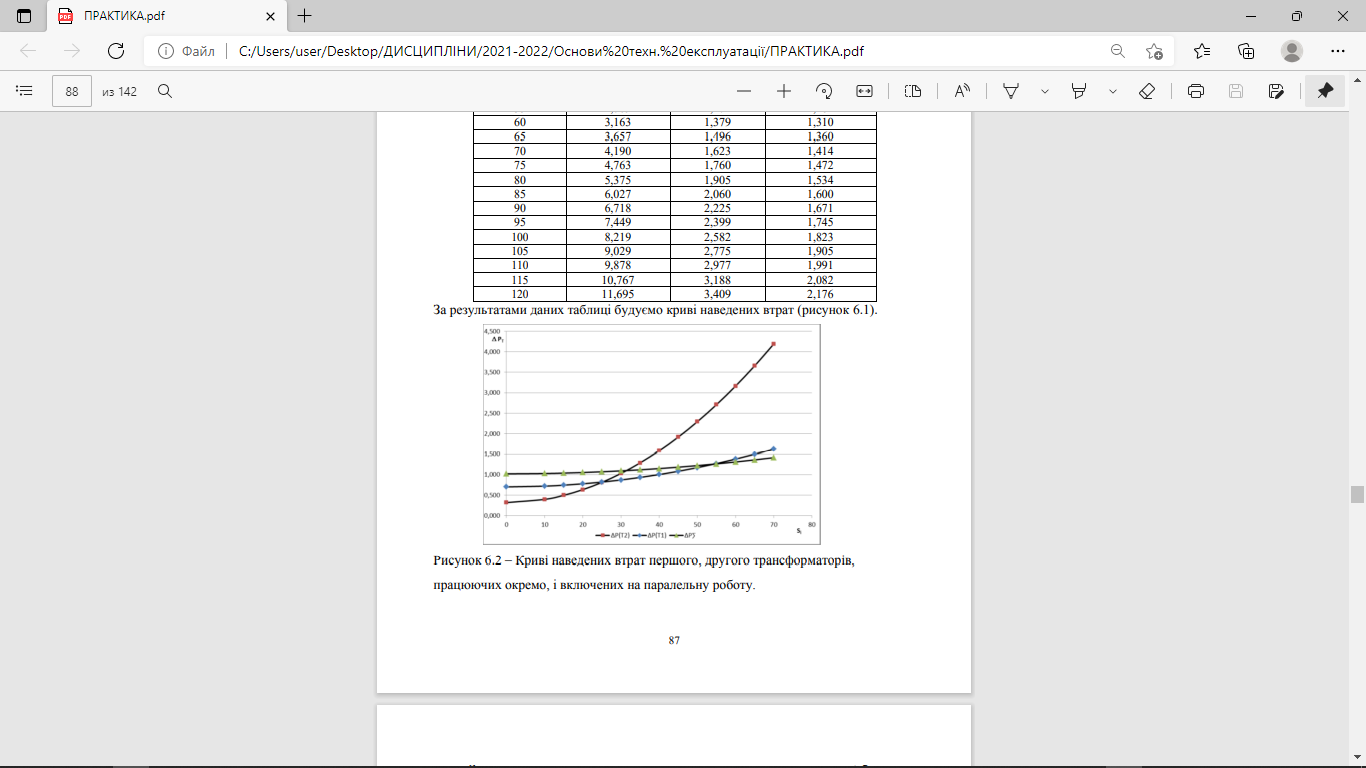 ПРАКТИКА.pdf
Файл C:/Users/user/Desktop/ДИСЦИПЛІНИ/2021-2022/Основи%20техн.%20експлуатації/ПРАКТИКА.pdf
88 из 142
60 3,163 1,379 1,310
65 3,657 1,496 1,360
70 4,190 1,623 1,414
75 4,763 1,760 1,472
80 5,375 1,905 1,534
85 6,027 2,060 1,600
90 6,718 2,225 1,671
95 7,449 2,399 1,745
100 8,219 2,582 1,823
105 9,029 2,775 1,905
110 9,878 2,977 1,991
115 10,767 3,188 2,082
120 11,695 3,409 2,176
За результатами даних таблиці будуємо криві наведених втрат (рисунок 6.1).
4,500
Δ P,
4,000
3,500
3,000
2,500
2,000
1,500
1,000
0,500
0,000
0 10 20 30 40 50 60 70 80
S,
ΔP(T2) ΔP(T1) ΔP∑
Рисунок 6.2 – Криві наведених втрат першого, другого трансформаторів,
працюючих окремо, і включених на паралельну роботу.
87